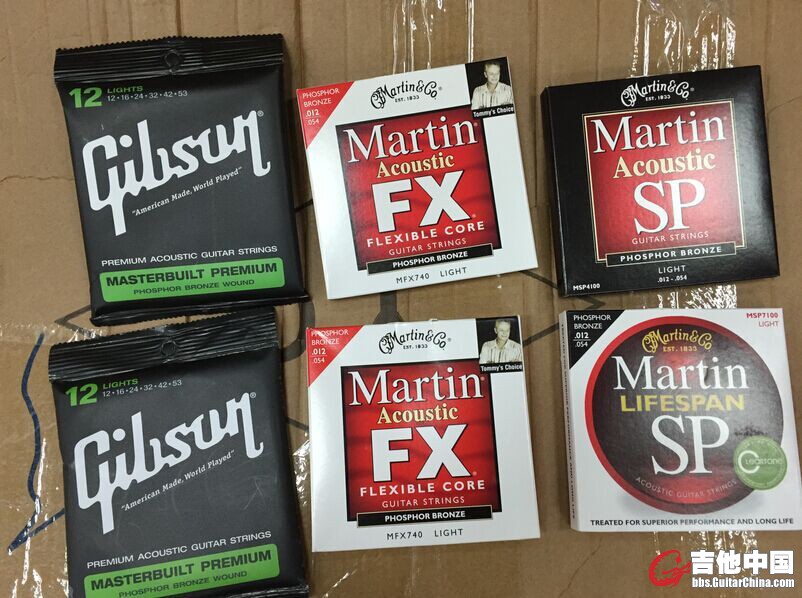 12 LIGHTS
12•16•24•32•42•53
Gibson
"American Made, World Played"
PREMIUM ACOUSTIC GUITAR STRINGS
MASTERBUILT PREMIUM
PHOSPHOR BRONZE WOUND
PHOSPHOR
BRONZE
.012
.054
Martin & Co.
EST. 1833
Tommy's Choice
Martin
Acoustic
FX
FLEXIBLE CORE
GUITAR STRINGS
PHOSPHOR BRONZE
MFX740 LIGHT
Martin & Co.
EST. 1833
Martin
Acoustic
SP
GUITAR STRINGS
PHOSPHOR BRONZE
LIGHT
MSP4100 .012 - .054
12 LIGHTS
12•16•24•32•42•53
Gibson
"American Made, World Played"
PREMIUM ACOUSTIC GUITAR STRINGS
MASTERBUILT PREMIUM
PHOSPHOR BRONZE WOUND
PHOSPHOR
BRONZE
.012
.054
Martin & Co.
EST. 1833
Tommy's Choice
Martin
Acoustic
FX
FLEXIBLE CORE
GUITAR STRINGS
PHOSPHOR BRONZE
MFX740 LIGHT
PHOSPHOR
BRONZE
.012
.054
Martin & Co.
EST. 1833
MSP7100
LIGHT
Martin
LIFESPAN
SP
Cleartone
ACOUSTIC GUITAR STRINGS
TREATED FOR SUPERIOR PERFORMANCE AND LONG LIFE
吉他中国
bbs.GuitarChina.com